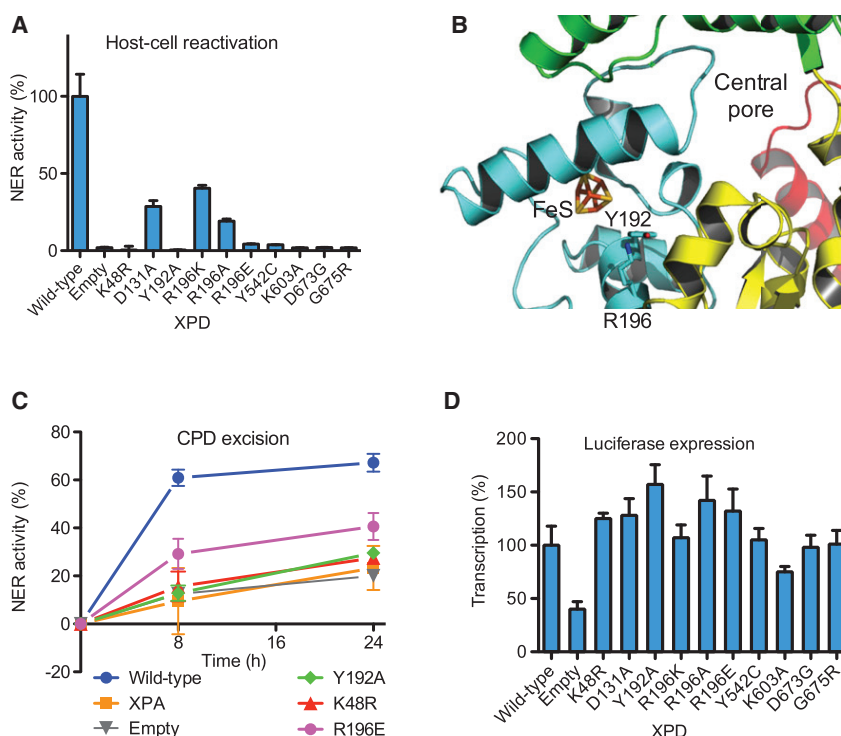 A
Host-cell reactivation
NER activity (%)
100
50
0
Wild-type
Empty
K48R
D131A
Y192A
R196K
R196A
R196E
Y542C
K603A
D673G
G675R
XPD
B
Central
pore
FeS
Y192
R196
C
CPD excision
NER activity (%)
80
60
40
20
0
-20
8
16
24
Time (h)
Wild-type
XPA
Empty
Y192A
K48R
R196E
D
Luciferase expression
Transcription (%)
200
150
100
50
0
Wild-type
Empty
K48R
D131A
Y192A
R196K
R196A
R196E
Y542C
K603A
D673G
G675R
XPD